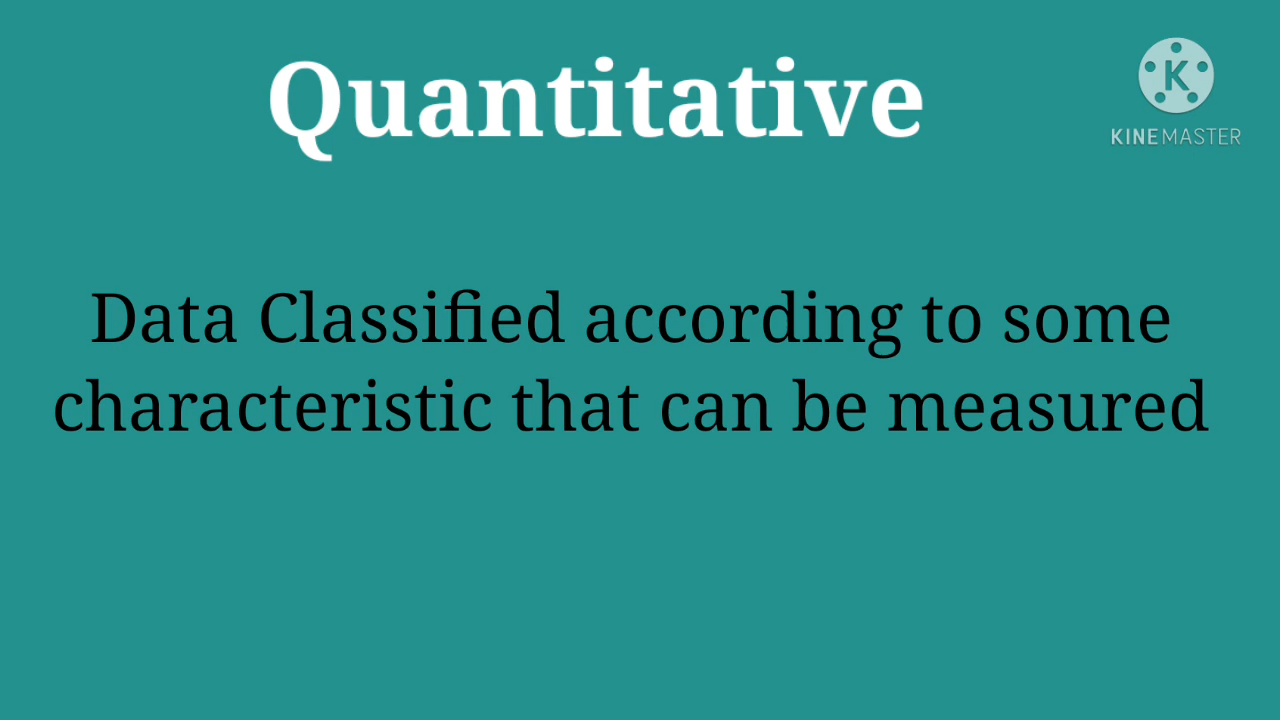 Quantitative
K
KINEMASTER
Data Classified according to some
characteristic that can be measured